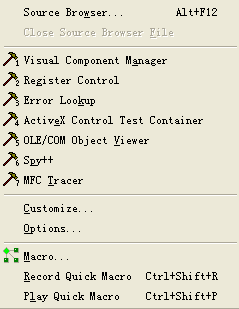 Source Browser... Alt+F12
Close Source Browser File
Visual Component Manager
Register Control
Error Lookup
ActiveX Control Test Container
OLE/COM Object Viewer
Spy++
MFC Tracer
Customize...
Options...
Macro...
Record Quick Macro Ctrl+Shift+R
Play Quick Macro Ctrl+Shift+P